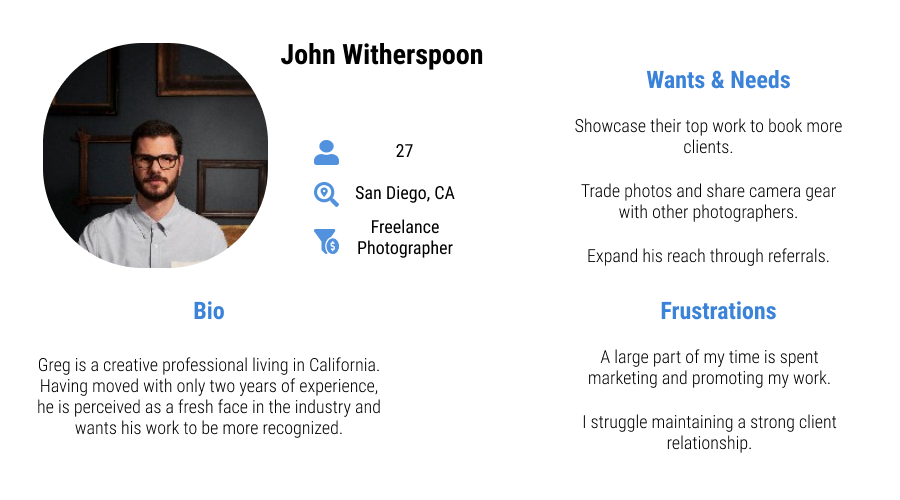 John Witherspoon
27
San Diego, CA
Freelance
Photographer
Bio
Greg is a creative professional living in California.
Having moved with only two years of experience,
he is perceived as a fresh face in the industry and
wants his work to be more recognized.
Wants & Needs
Showcase their top work to book more
clients.
Trade photos and share camera gear
with other photographers.
Expand his reach through referrals.
Frustrations
A large part of my time is spent
marketing and promoting my work.
I struggle maintaining a strong client
relationship.